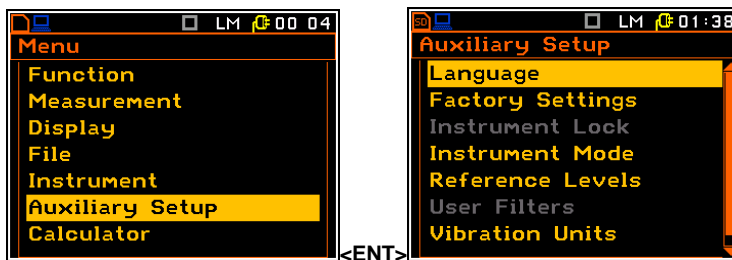 LM 00 04
Menu
Function
Measurement
Display
File
Instrument
Auxiliary Setup
Calculator
<ENT>
SD LM 01:38
Auxiliary Setup
Language
Factory Settings
Instrument Lock
Instrument Mode
Reference Levels
User Filters
Vibration Units